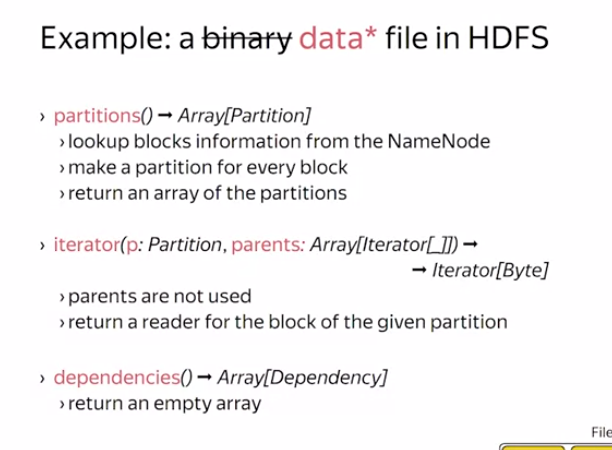 Example: a binary data* file in HDFS
› partitions() → Array[Partition]
› lookup blocks information from the NameNode
› make a partition for every block
› return an array of the partitions
› iterator(p: Partition, parents: Array[Iterator[_]]) →
→ Iterator[Byte]
› parents are not used
› return a reader for the block of the given partition
› dependencies() → Array[Dependency]
› return an empty array
File